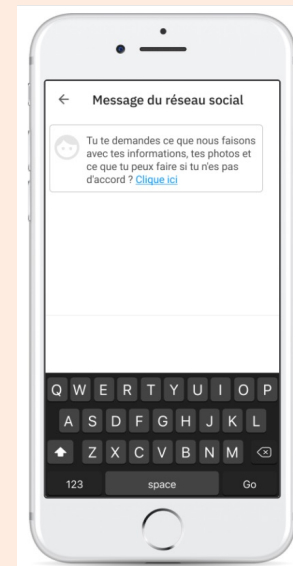 Message du réseau social
Tu te demandes ce que nous faisons
avec tes informations, tes photos et
ce que tu peux faire si tu n'es pas
d'accord ? Clique ici
Q W E R T Y U I O P
A S D F G H J K L
Z X C V B N M
123 space Go